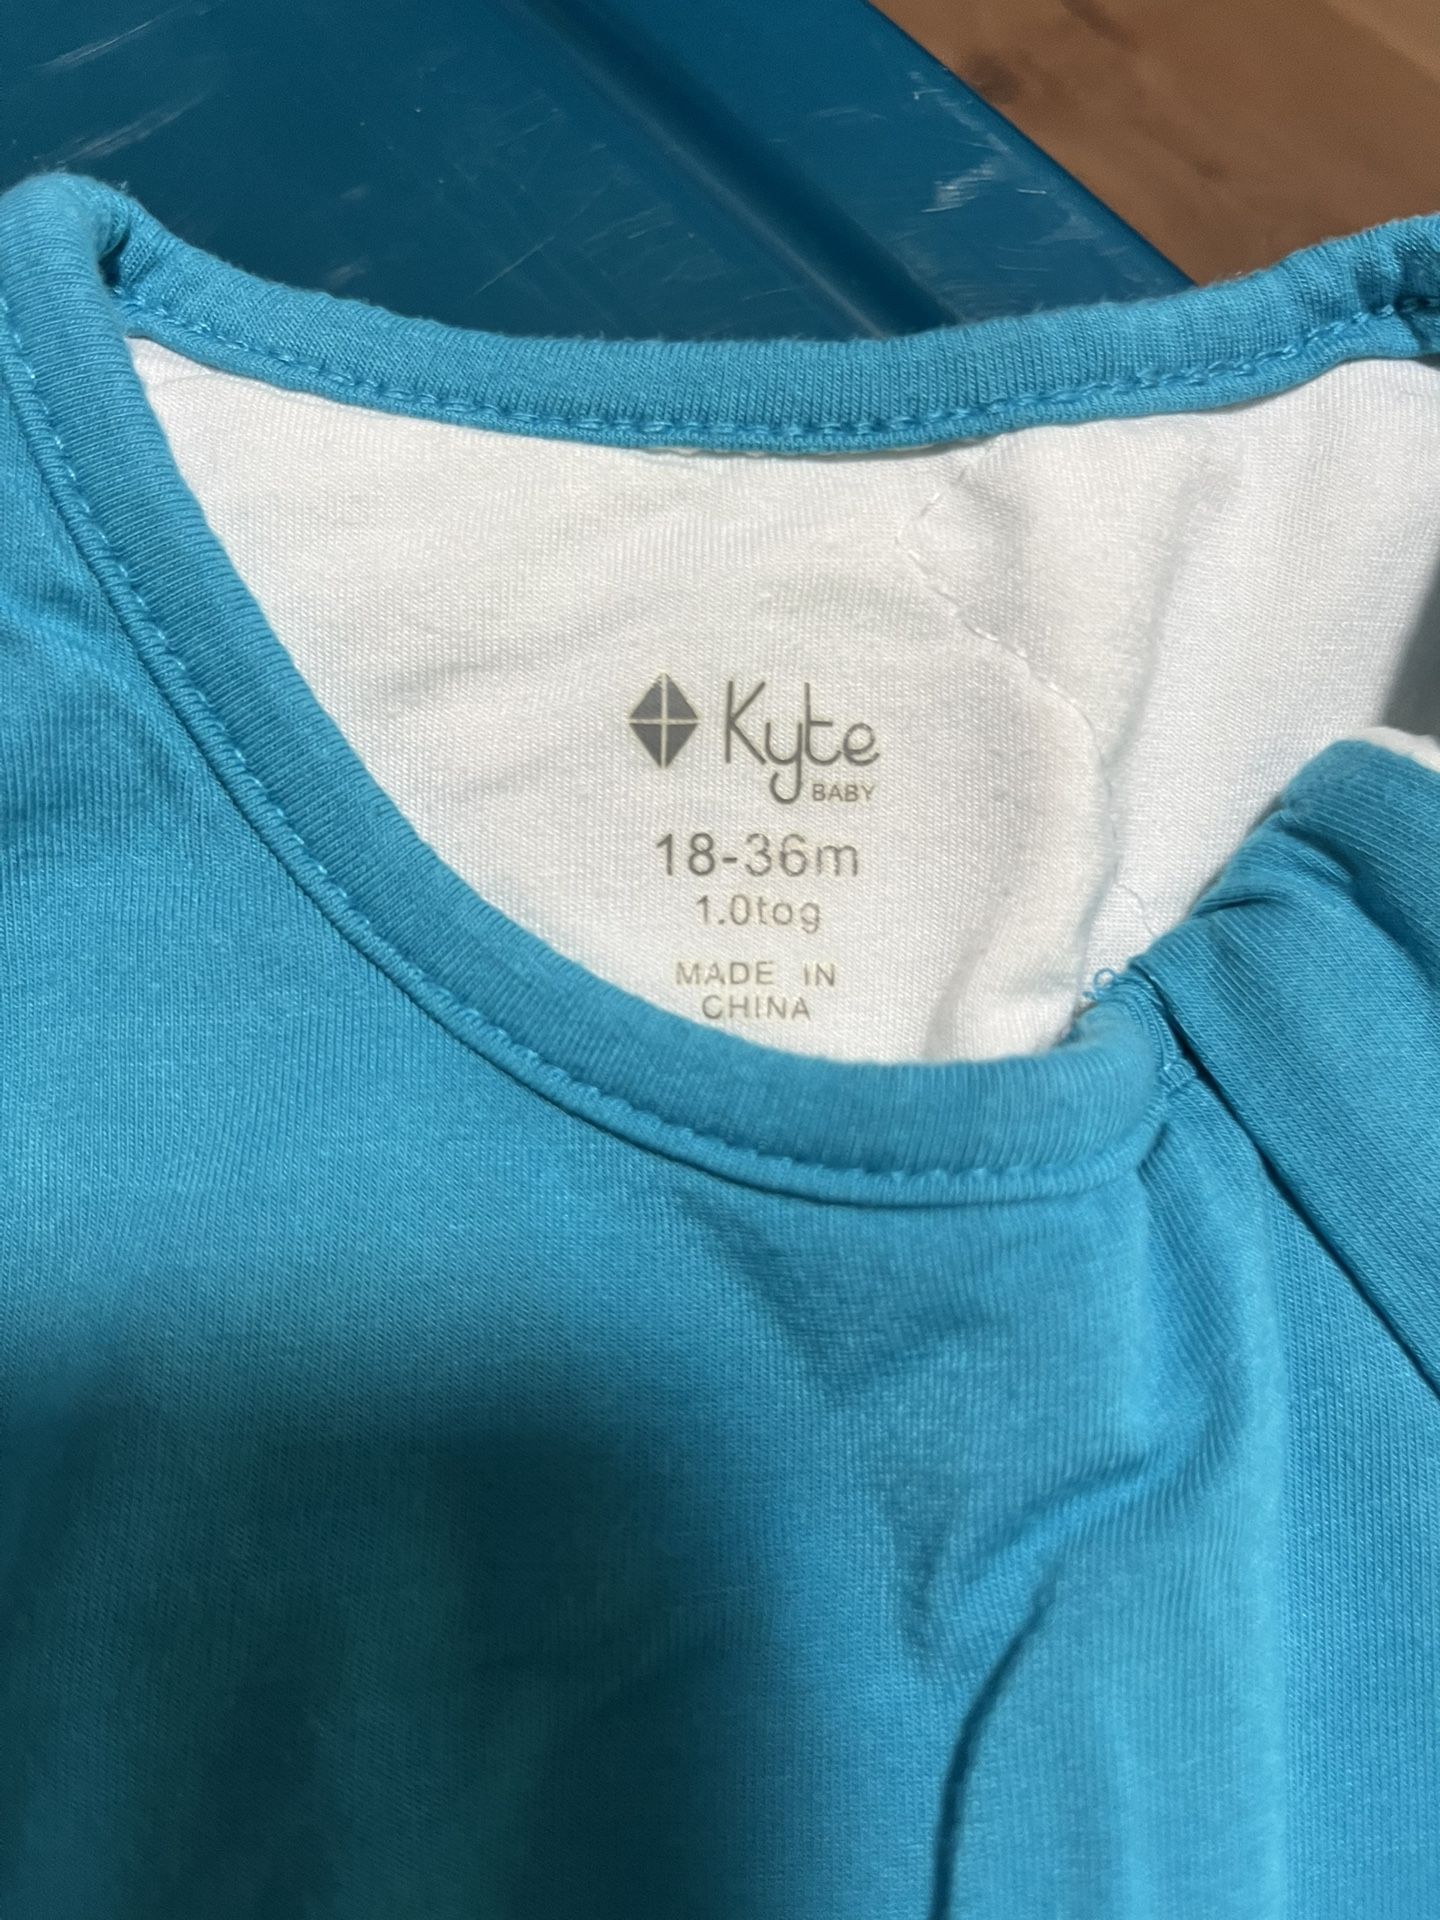 Kyte
BABY
18-36m
1.0tog
MADE IN
CHINA